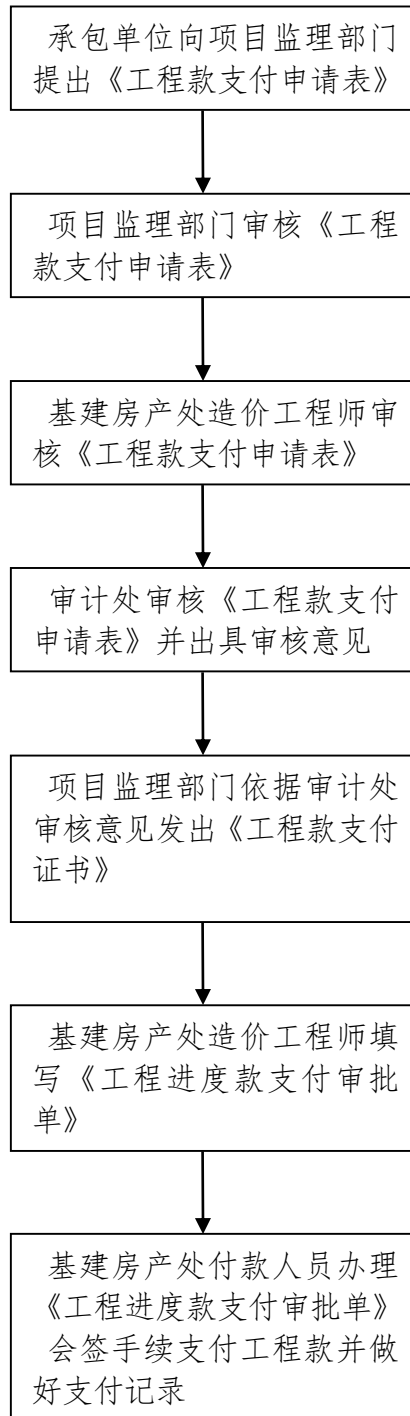 承包单位向项目监理部门
提出《工程款支付申请表》
项目监理部门审核《工程
款支付申请表》
基建房产处造价工程师审
核《工程款支付申请表》
审计处审核《工程款支付
申请表》并出具审核意见
项目监理部门依据审计处
审核意见发出《工程款支付
证书》
基建房产处造价工程师填
写《工程进度款支付审批
单》
基建房产处付款人员办理
《工程进度款支付审批单》
会签手续支付工程款并做
好支付记录